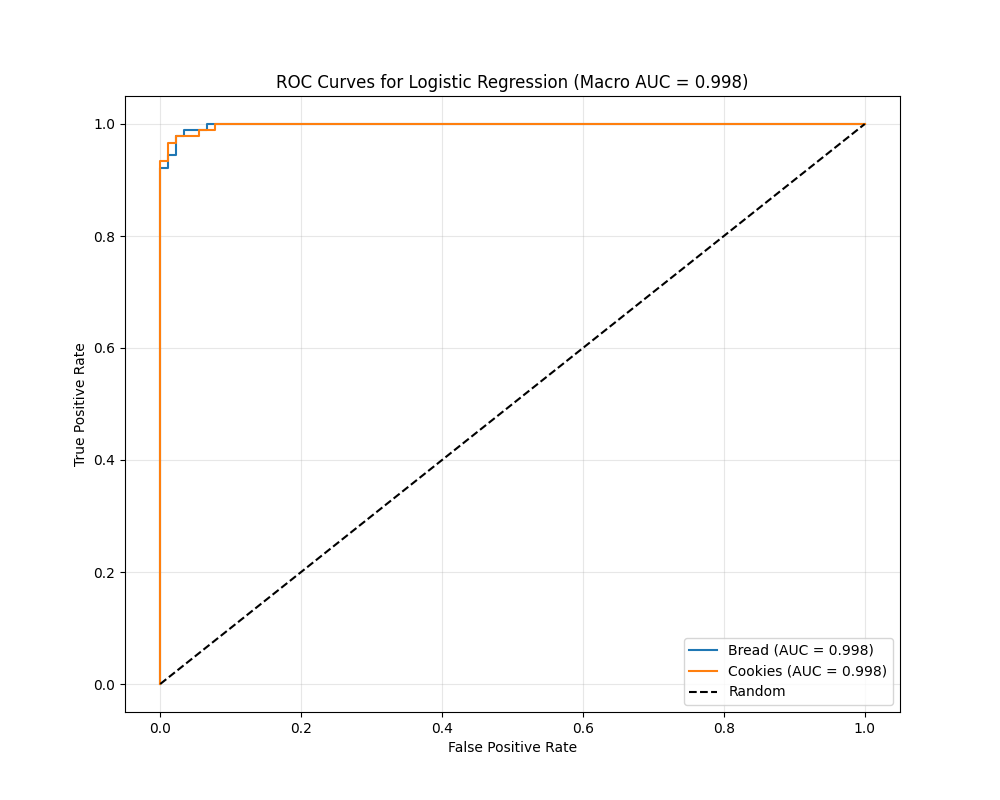 ROC Curves for Logistic Regression (Macro AUC = 0.998)
True Positive Rate
1.0
0.8
0.6
0.4
0.2
0.0
Bread (AUC = 0.998)
Cookies (AUC = 0.998)
Random
0.0 0.2 0.4 0.6 0.8 1.0
False Positive Rate